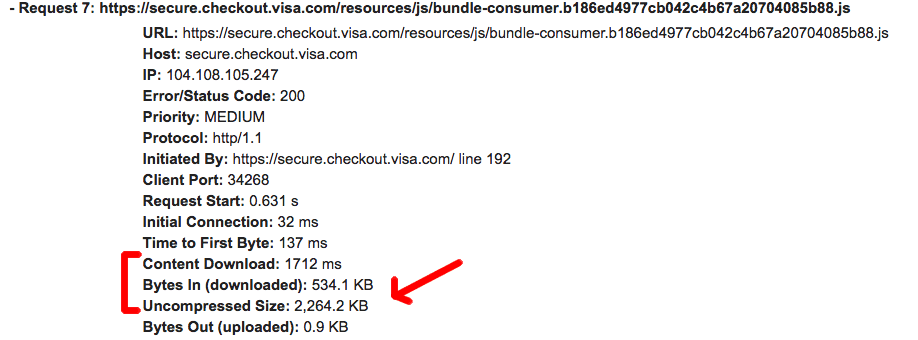 - Request 7: https://secure.checkout.visa.com/resources/js/bundle-consumer.b186ed4977cb042c4b67a20704085b88.js
URL: https://secure.checkout.visa.com/resources/js/bundle-consumer.b186ed4977cb042c4b67a20704085b88.js
Host: secure.checkout.visa.com
IP: 104.108.105.247
Error/Status Code: 200
Priority: MEDIUM
Protocol: http/1.1
Initiated By: https://secure.checkout.visa.com/ line 192
Client Port: 34268
Request Start: 0.631 s
Initial Connection: 32 ms
Time to First Byte: 137 ms
Content Download: 1712 ms
Bytes In (downloaded): 534.1 KB
Uncompressed Size: 2,264.2 KB
Bytes Out (uploaded): 0.9 KB